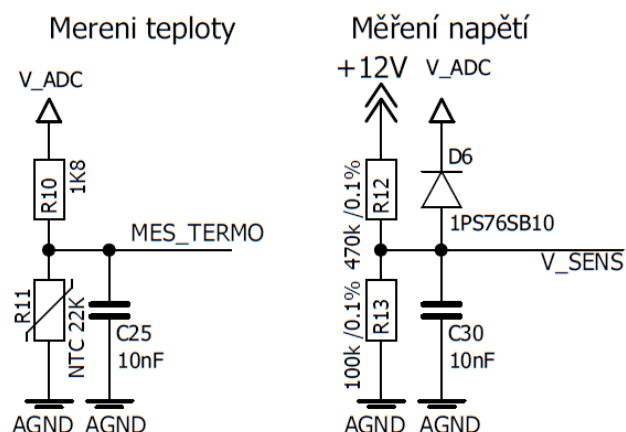 Mereni teploty
V_ADC
R10
1K8
MES_TERMO
R11
NTC 22K
C25
10nF
AGND AGND
Měření napětí
+12V
V_ADC
R12
470k /0.1%
D6
1PS76SB10
V_SENS
R13
100k /0.1%
C30
10nF
AGND AGND